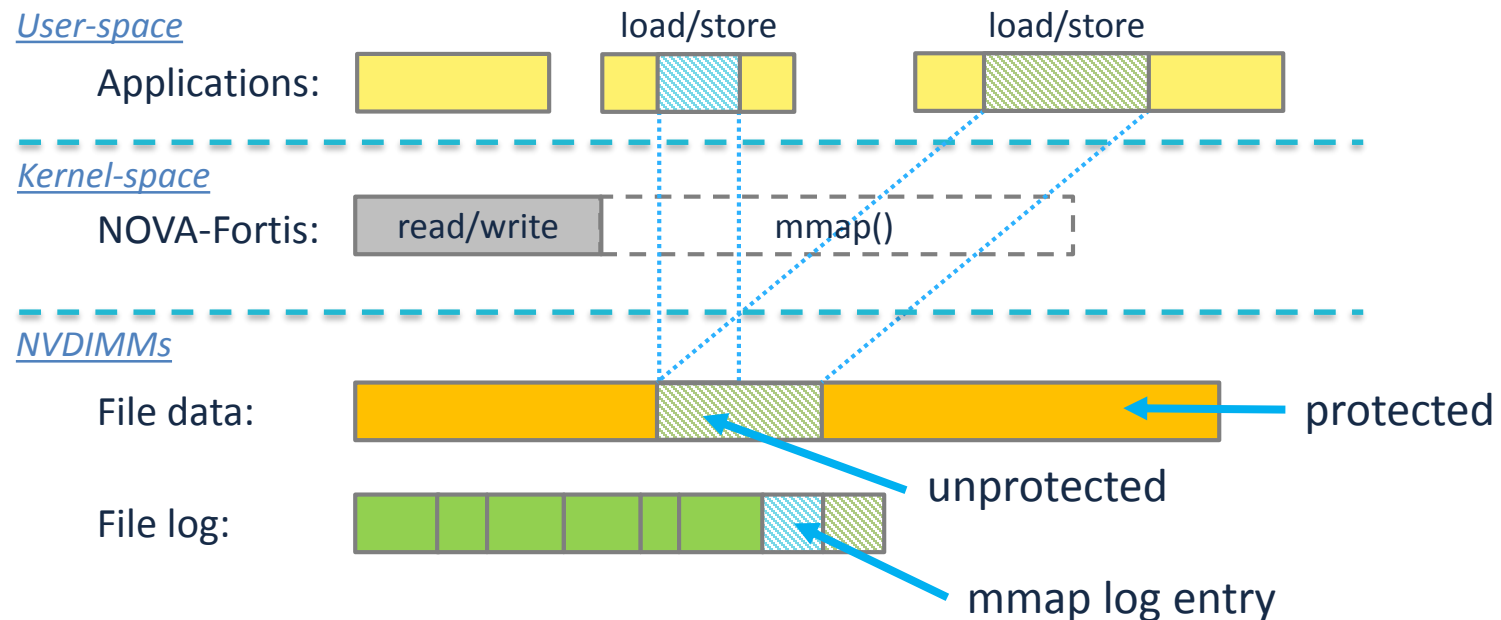 User-space
load/store
load/store
Applications:
Kernel-space
NOVA-Fortis:
read/write
mmap()
NVDIMMs
File data:
protected
unprotected
File log:
mmap log entry